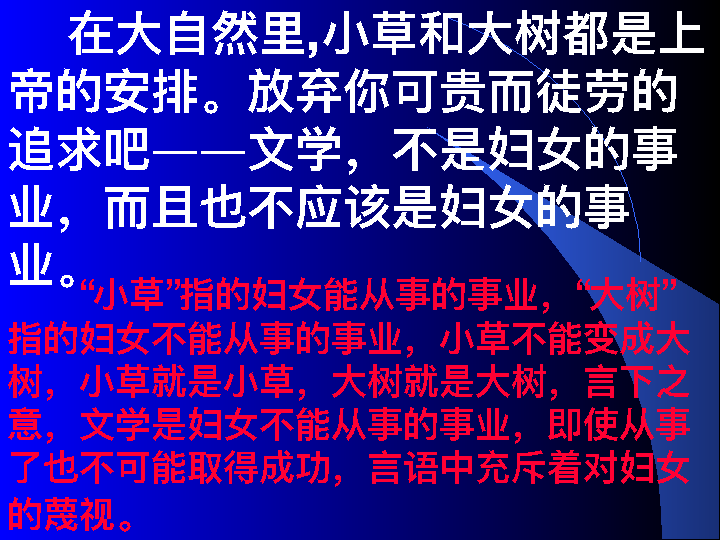 在大自然里,小草和大树都是上
帝的安排。放弃你可贵而徒劳的
追求吧——文学，不是妇女的事
业，而且也不应该是妇女的事
业。
“小草”指的妇女能从事的事业，“大树”
指的妇女不能从事的事业，小草不能变成大
树，小草就是小草，大树就是大树，言下之
意，文学是妇女不能从事的事业，即使从事
了也不可能取得成功，言语中充斥着对妇女
的蔑视。